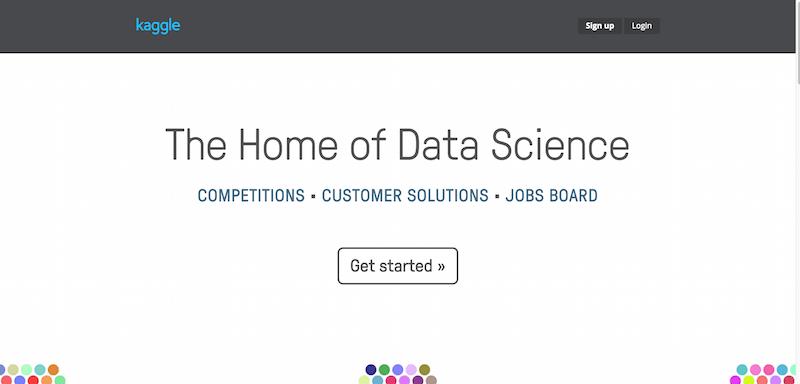 kaggle
Sign up
Login
The Home of Data Science
COMPETITIONS ▪ CUSTOMER SOLUTIONS ▪ JOBS BOARD
Get started »